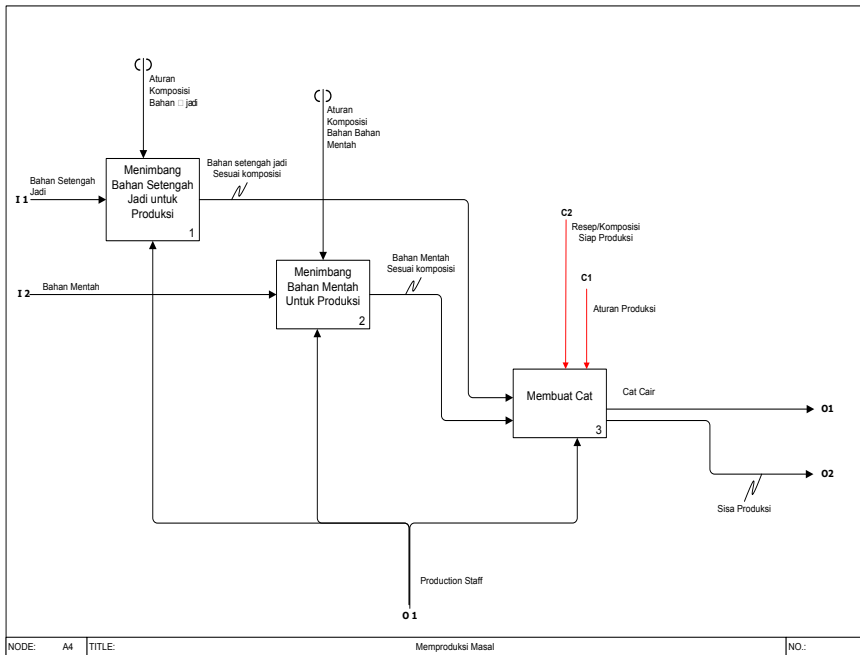 Aturan
Komposisi
Bahan □ jadi
Aturan
Komposisi
Bahan Bahan
Mentah
Bahan Setengah
Jadi
I 1
Menimbang
Bahan Setengah
Jadi untuk
Produksi
1
Bahan setengah jadi
Sesuai komposisi
C2
Resep/Komposisi
Siap Produksi
C1
Aturan Produksi
I 2
Bahan Mentah
Menimbang
Bahan Mentah
Untuk Produksi
2
Bahan Mentah
Sesuai komposisi
Membuat Cat
3
Cat Cair
O1
O2
Sisa Produksi
Production Staff
O 1
NODE: A4 TITLE: Memproduksi Masal NO.: